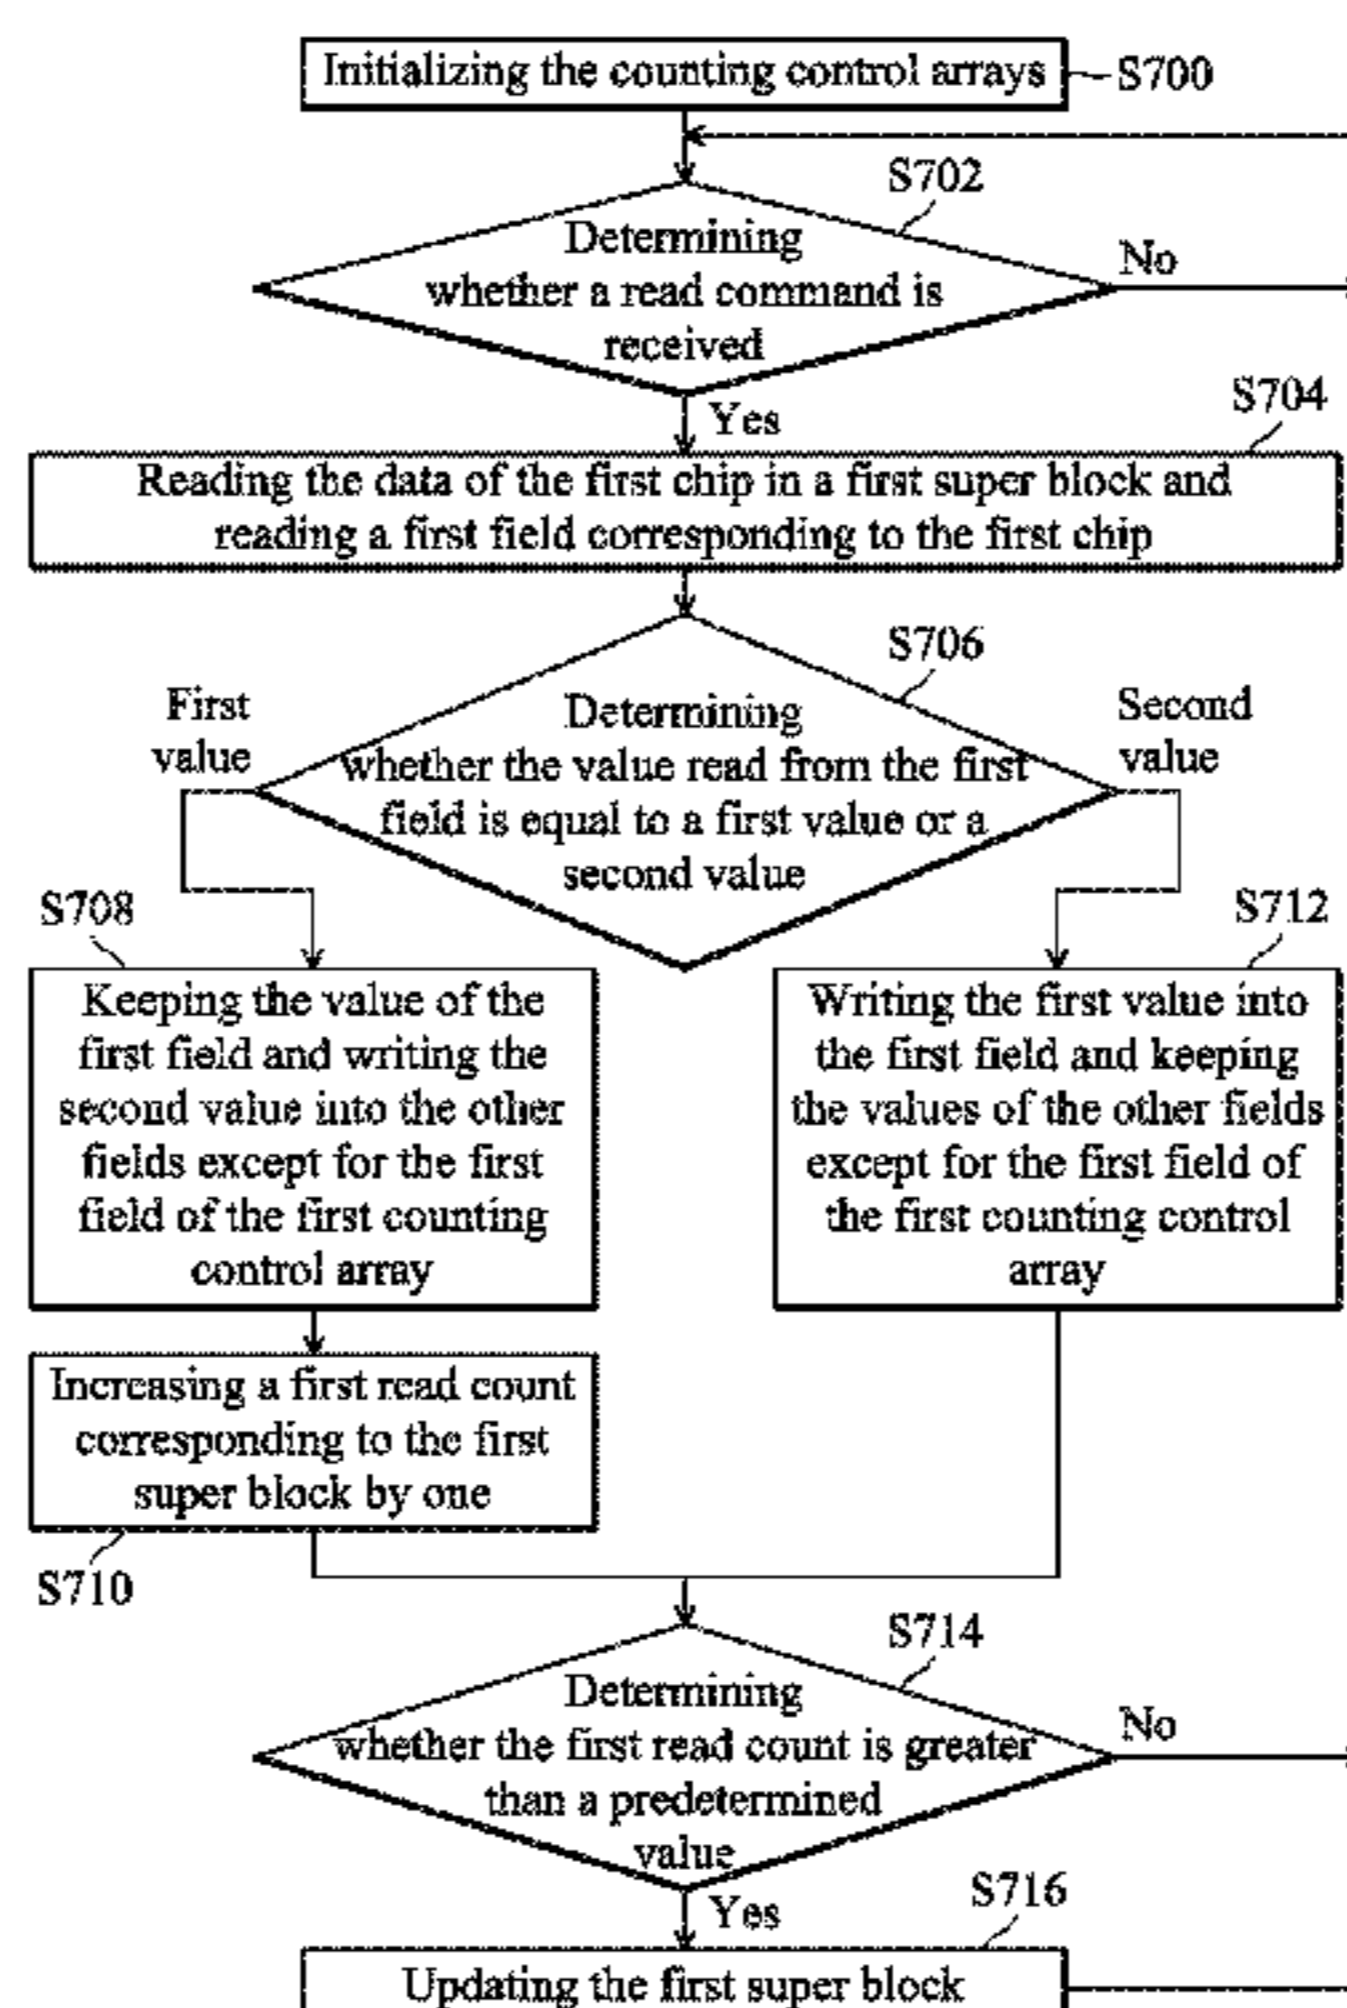 Initializing the counting control arrays
S700
S702
Determining
whether a read command is
received
No
Yes
S704
Reading the data of the first chip in a first super block and
reading a first field corresponding to the first chip
S706
First
value
Determining
whether the value read from the first
field is equal to a first value or a
second value
Second
value
S708
Keeping the value of the
first field and writing the
second value into the other
fields except for the first
field of the first counting
control array
S712
Writing the first value into
the first field and keeping
the values of the other fields
except for the first field of
the first counting control
array
Increasing a first read count
corresponding to the first
super block by one
S710
S714
Determining
whether the first read count is greater
than a predetermined
value
No
Yes
S716
Updating the first super block